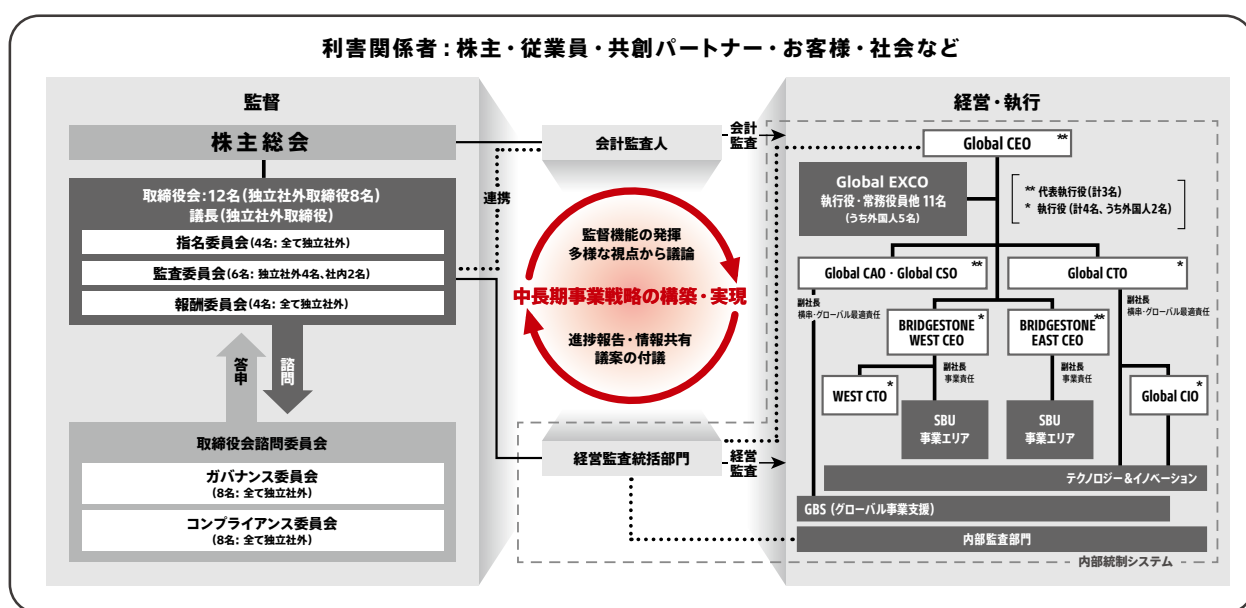 利害関係者：株主・従業員・共創パートナー・お客様・社会など
監督
株主総会
取締役会：12名（独立社外取締役8名）
議長（独立社外取締役）
指名委員会（4名：全て独立社外）
監査委員会（6名：独立社外4名、社内2名）
報酬委員会（4名：全て独立社外）
答申
諮問
取締役会諮問委員会
ガバナンス委員会
（8名：全て独立社外）
コンプライアンス委員会
（8名：全て独立社外）
会計監査人
会計
監査
連携
監督機能の発揮
多様な視点から議論
中長期事業戦略の構築・実現
進捗報告・情報共有
議案の付議
経営監査統括部門
経営
監査
経営・執行
Global CEO **
Global EXCO
執行役・常務役員他 11名
（うち外国人5名）
** 代表執行役（計3名）
* 執行役（計4名、うち外国人2名）
Global CAO・Global CSO **
Global CTO *
副社長
横串・グローバル最適責任
副社長
横串・グローバル最適責任
BRIDGESTONE *
WEST CEO
BRIDGESTONE **
EAST CEO
副社長
事業責任
副社長
事業責任
WEST CTO *
Global CIO *
SBU
事業エリア
SBU
事業エリア
テクノロジー＆イノベーション
GBS（グローバル事業支援）
内部監査部門
内部統制システム